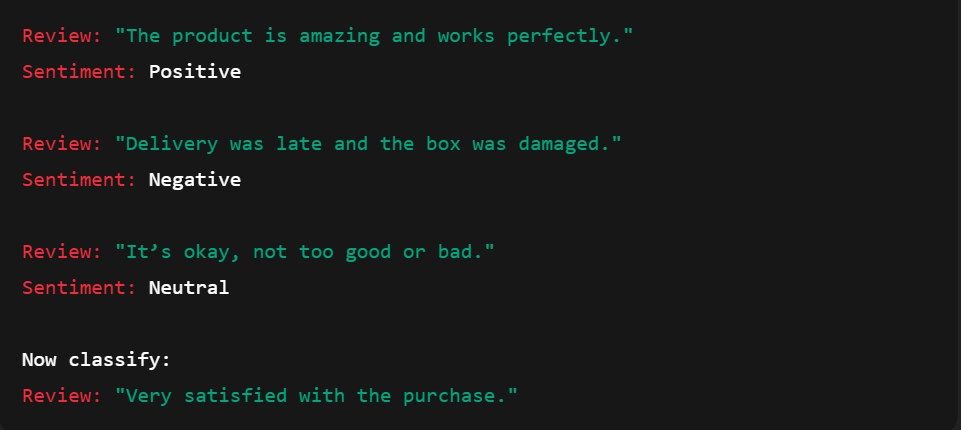 Review: "The product is amazing and works perfectly."
Sentiment: Positive
Review: "Delivery was late and the box was damaged."
Sentiment: Negative
Review: "It’s okay, not too good or bad."
Sentiment: Neutral
Now classify:
Review: "Very satisfied with the purchase."